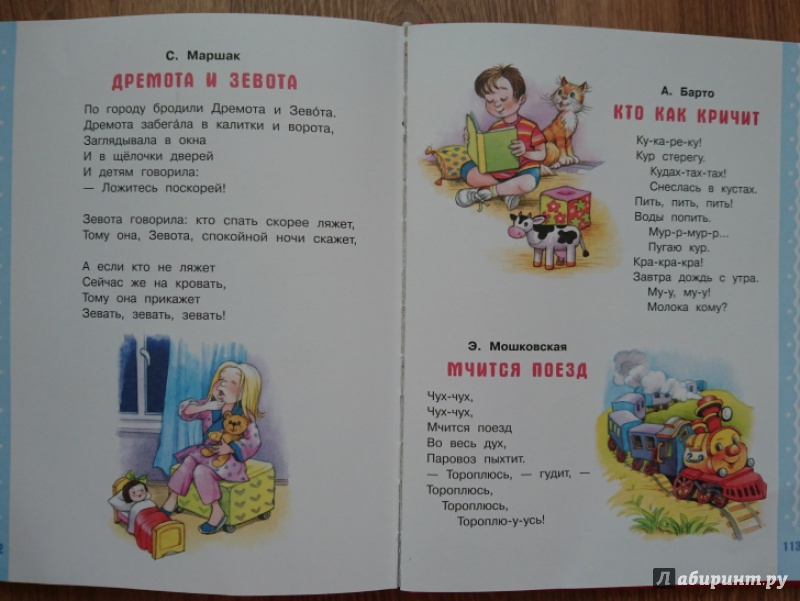 С. Маршак
ДРЕМОТА И ЗЕВОТА
По городу бродили Дремота и Зево́та.
Дремота забега́ла в калитки и ворота,
Заглядывала в окна
И в щёлочки дверей
И детям говорила:
— Ложитесь поскорей!
Зевота говорила: кто спать скорее ляжет,
Тому она, Зевота, спокойной ночи скажет,
А если кто не ляжет
Сейчас же на кровать,
Тому она прикажет
Зевать, зевать, зевать!
2
А. Барто
КТО КАК КРИЧИТ
Ку-ка-ре-ку!
Кур стерегу.
Кудах-тах-тах!
Снеслась в кустах.
Пить, пить, пить!
Воды попить.
Мур-р-мур-р...
Пугаю кур.
Кра-кра-кра!
Завтра дождь с утра.
Му-у, му-у!
Молока кому?
Э. Мошковская
МЧИТСЯ ПОЕЗД
Чух-чух,
Чух-чух,
Мчится поезд
Во весь дух,
Паровоз пыхтит.
— Тороплюсь, — гудит, —
Тороплюсь,
Тороплюсь,
Тороплю-у-усь!
113
Лабиринт.ру